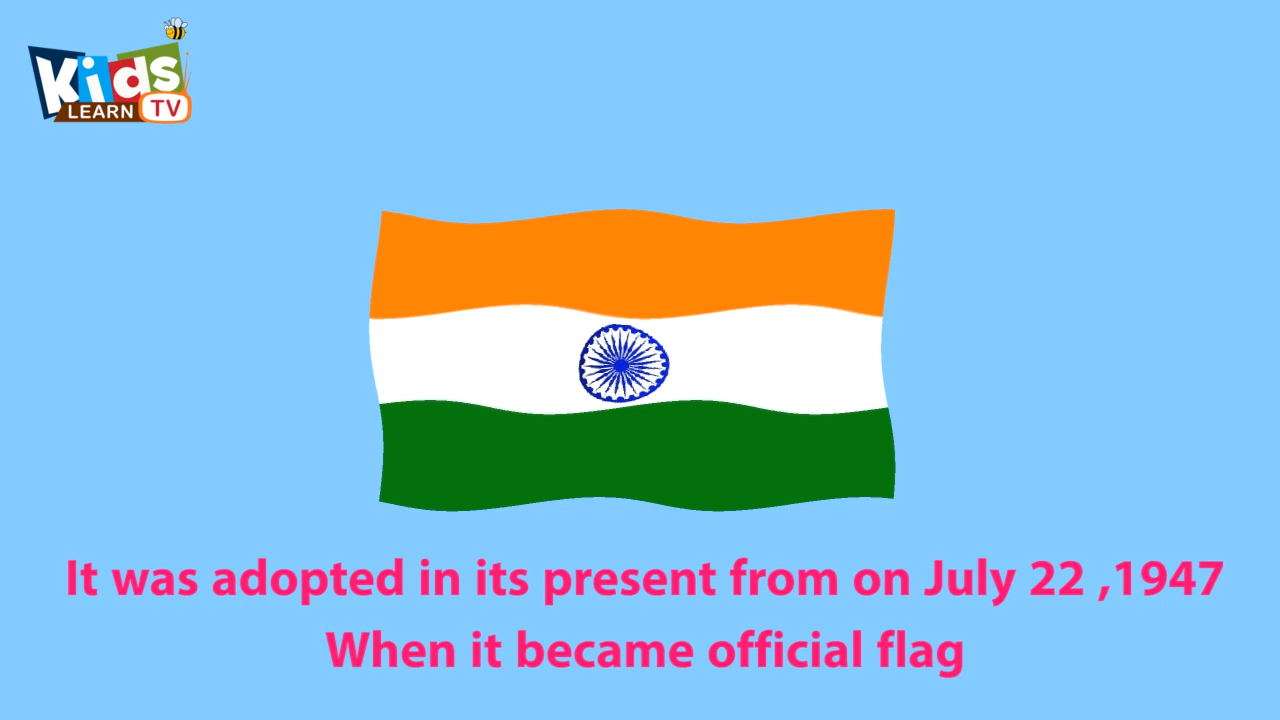 Kids
LEARN TV
It was adopted in its present from on July 22 ,1947
When it became official flag